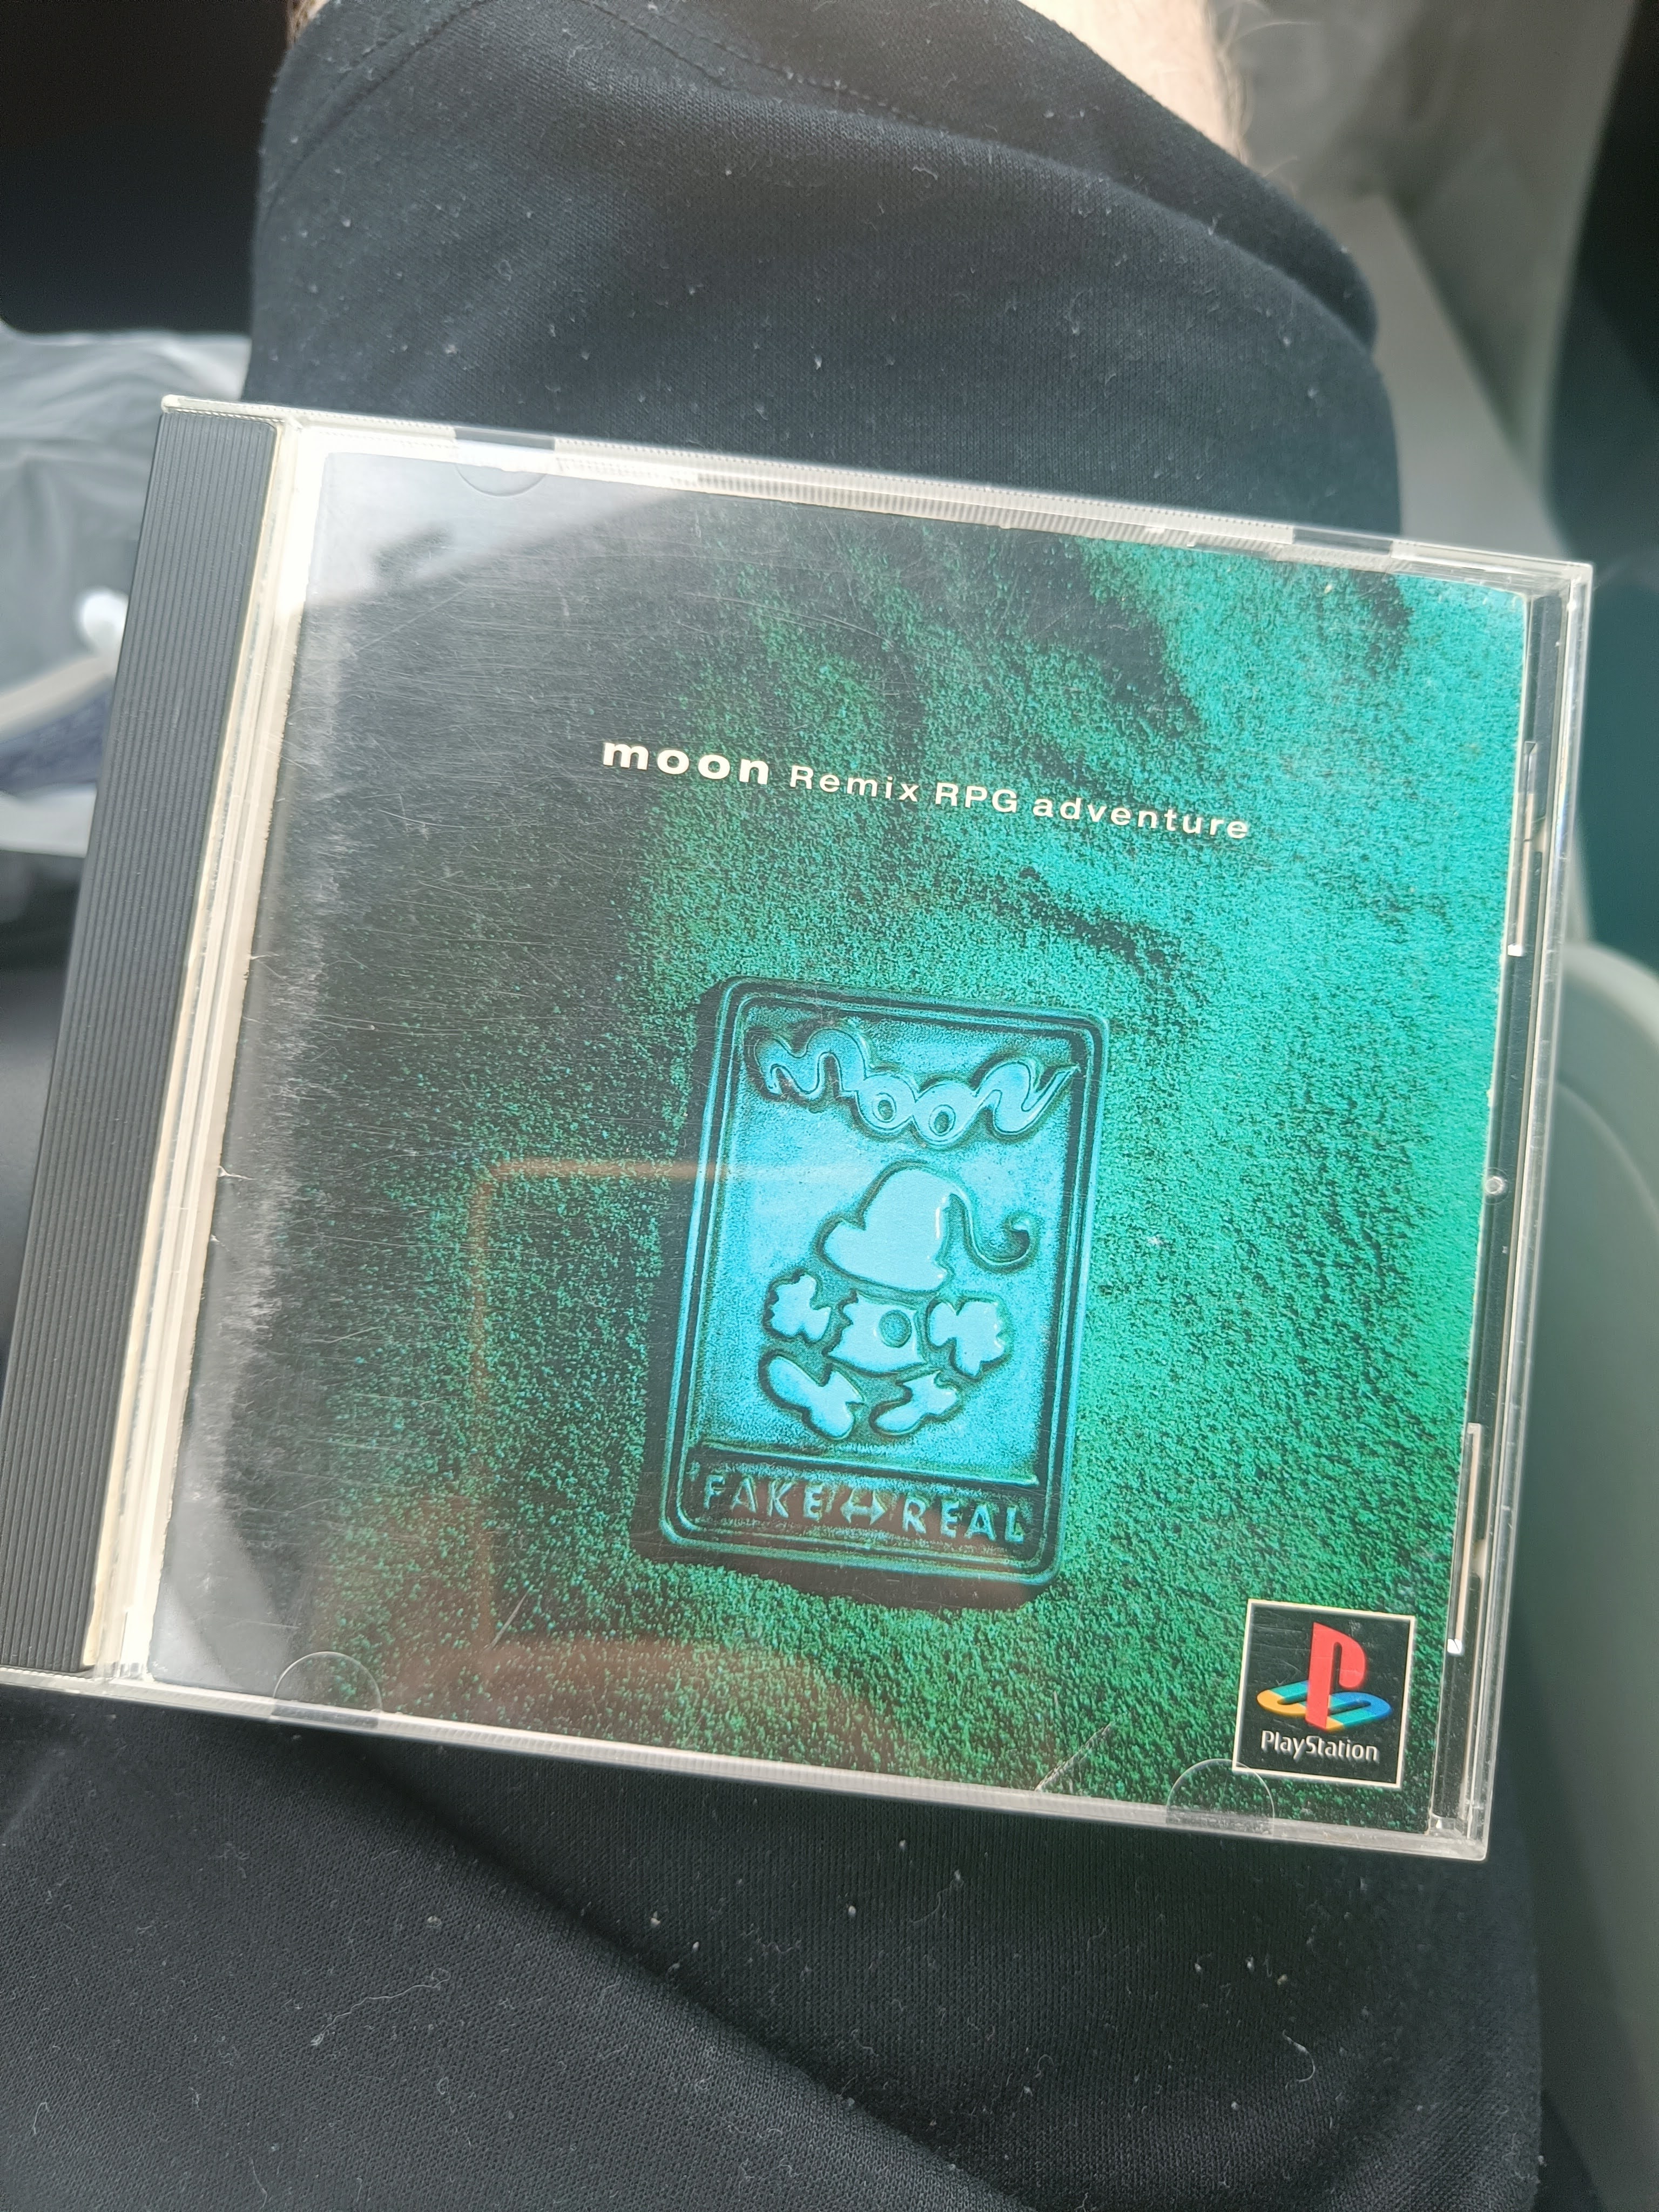 moon Remix RPG adventure
moon
FAKE↔REAL
PlayStation